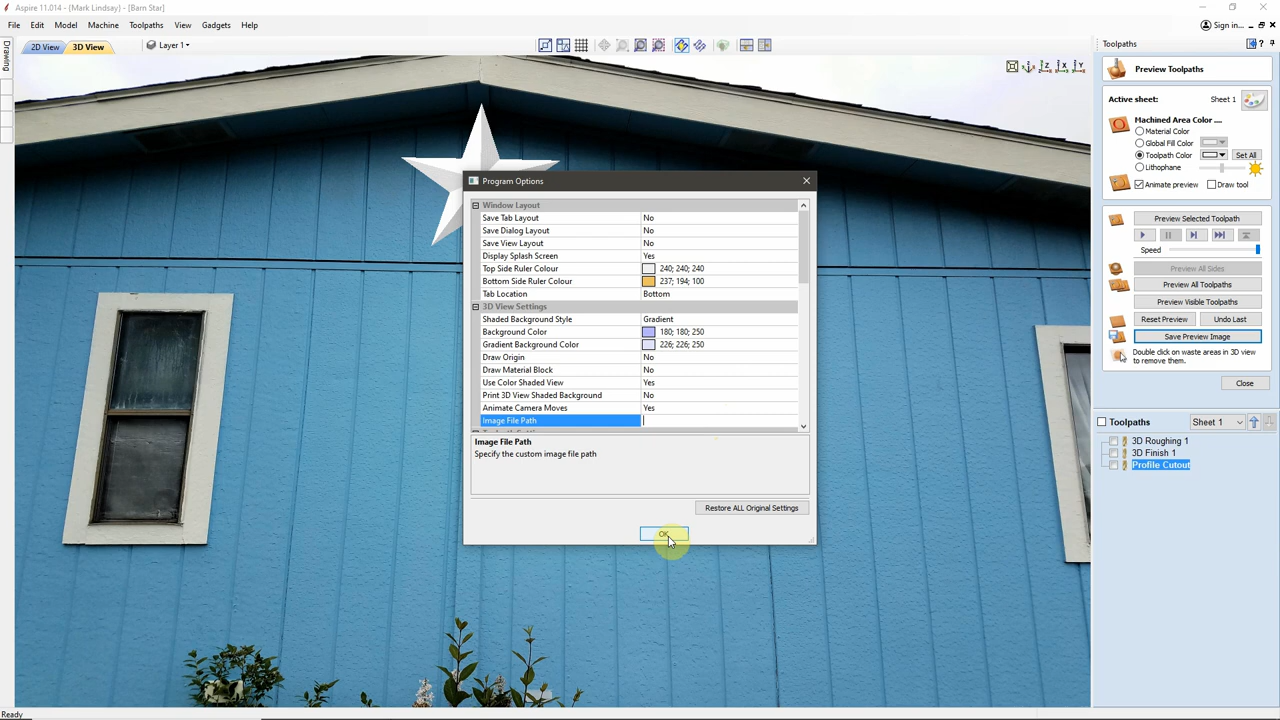 Aspire 11.014 - {Mark Lindsay} - [Barn Star]
File Edit Model Machine Toolpaths View Gadgets Help
Sign in...
Drawing
2D View 3D View Layer 1
Toolpaths
Preview Toolpaths
Active sheet: Sheet 1
Machined Area Color ....
Material Color
Global Fill Color
Toolpath Color Set All
Lithophane
Animate preview Draw tool
Preview Selected Toolpath
Speed
Preview All Sides
Preview All Toolpaths
Preview Visible Toolpaths
Reset Preview Undo Last
Save Preview Image
Double click on waste areas in 3D view
to remove them.
Close
Toolpaths Sheet 1
3D Roughing 1
3D Finish 1
Profile Cutout
Program Options
Window Layout
Save Tab Layout No
Save Dialog Layout No
Save View Layout No
Display Splash Screen Yes
Top Side Ruler Colour 240; 240; 240
Bottom Side Ruler Colour 237; 194; 100
Tab Location Bottom
3D View Settings
Shaded Background Style Gradient
Background Color 180; 180; 250
Gradient Background Color 226; 226; 250
Draw Origin No
Draw Material Block No
Use Color Shaded View Yes
Print 3D View Shaded Background No
Animate Camera Moves Yes
Image File Path
Image File Path
Specify the custom image file path
Restore ALL Original Settings
OK
Ready